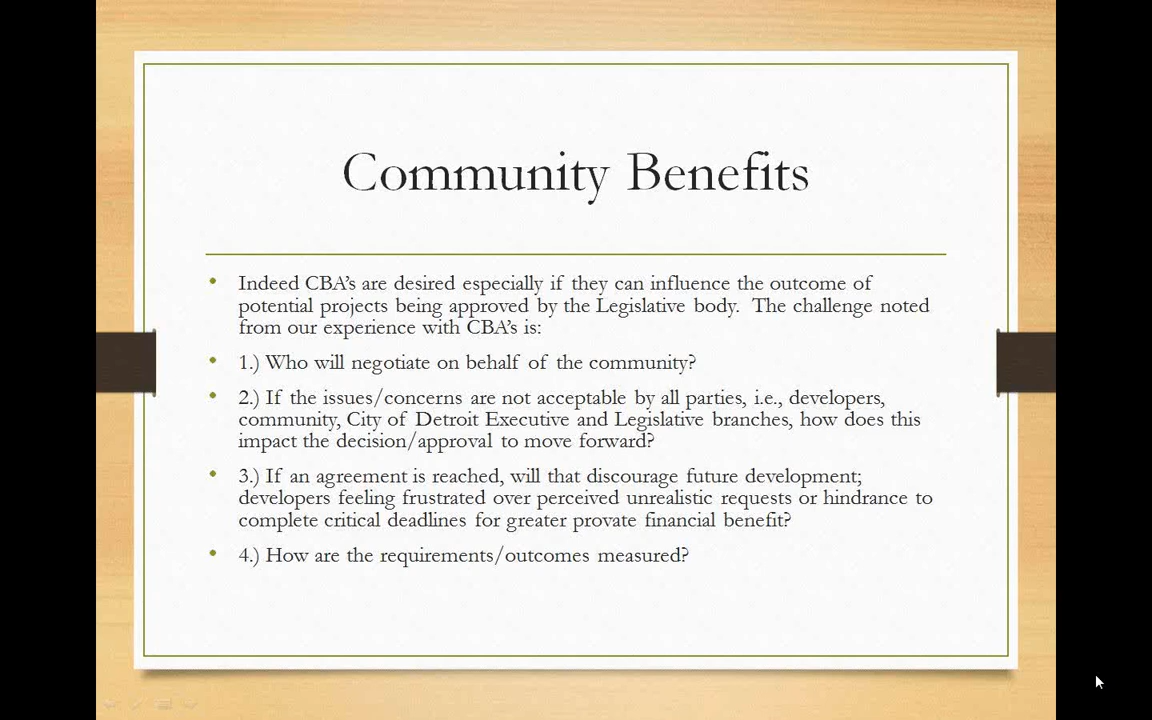 Community Benefits
• Indeed CBA’s are desired especially if they can influence the outcome of
potential projects being approved by the Legislative body.  The challenge noted
from our experience with CBA’s is:
• 1.) Who will negotiate on behalf of the community?
• 2.) If the issues/concerns are not acceptable by all parties, i.e., developers,
community, City of Detroit Executive and Legislative branches, how does this
impact the decision/approval to move forward?
• 3.) If an agreement is reached, will that discourage future development;
developers feeling frustrated over perceived unrealistic requests or hindrance to
complete critical deadlines for greater provate financial benefit?
• 4.) How are the requirements/outcomes measured?